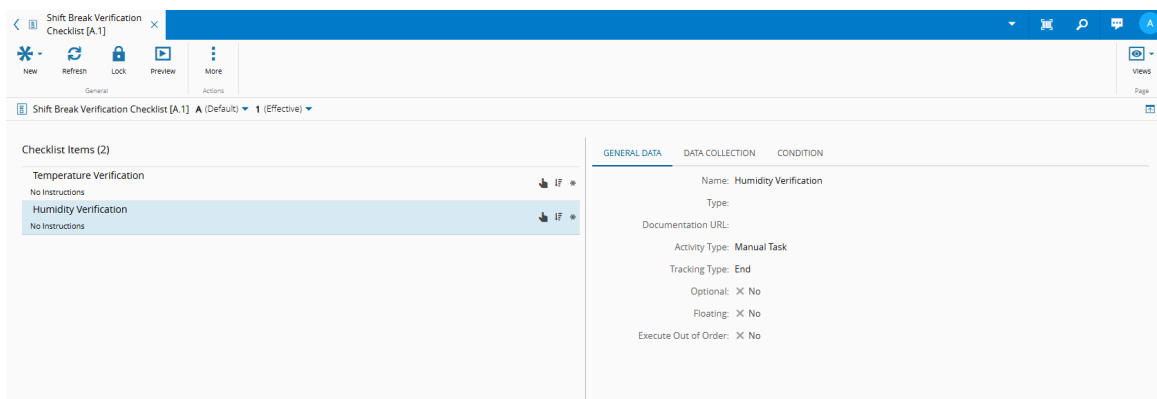 Shift Break Verification
Checklist [A.1]
A
New
Refresh
Lock
Preview
More
Views
General
Actions
Page
Shift Break Verification Checklist [A.1] A (Default) 1 (Effective)
Checklist Items (2)
Temperature Verification
No Instructions
Humidity Verification
No Instructions
GENERAL DATA DATA COLLECTION CONDITION
Name: Humidity Verification
Type:
Documentation URL:
Activity Type: Manual Task
Tracking Type: End
Optional: No
Floating: No
Execute Out of Order: No